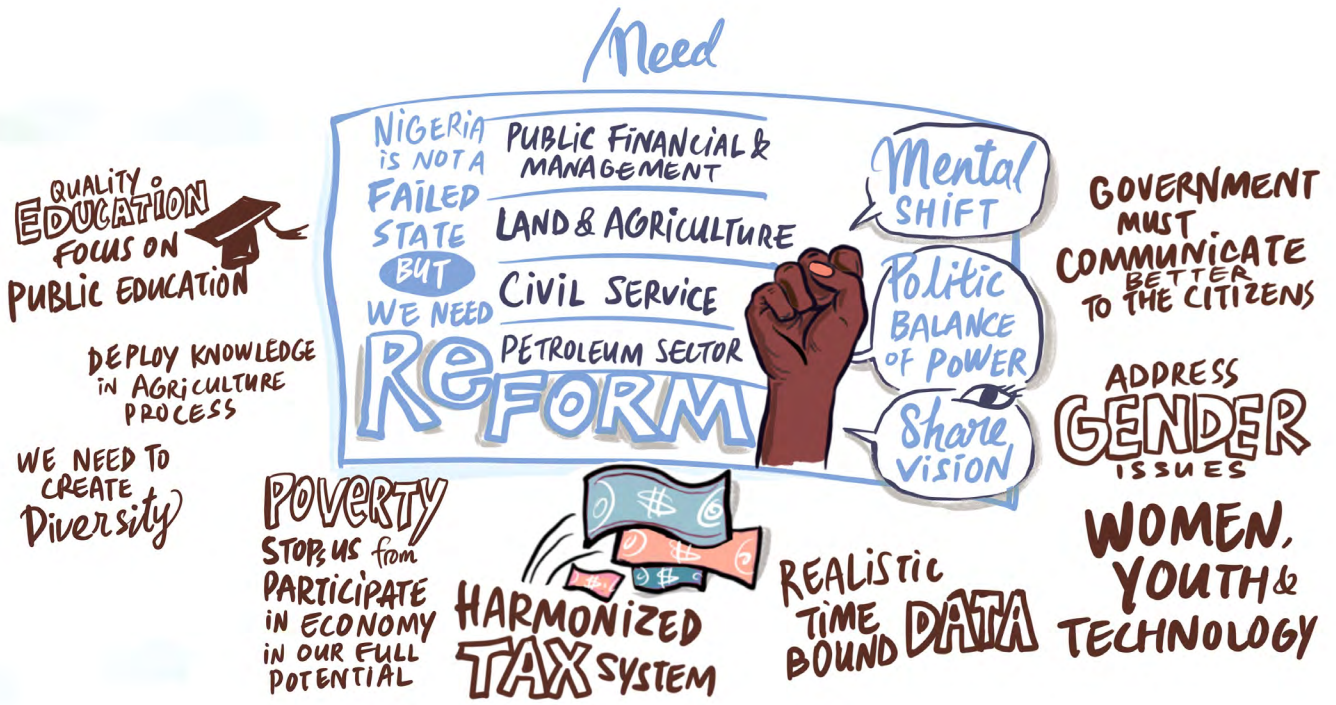 Need
NiGERiA
iS NOT A
FAiLED
STATE
BUT
WE NEED
ReFORM
PUBLiC FiNANCiAL &
MANAGEMENT
LAND & AGRiCULTURE
CiViL SERViCE
PETROLEUM SECTOR
Mental
SHiFT
Politic
BALANCE
OF POWER
Share
ViSiON
QUALiTY
EDUCATiON
FOCUS ON
PUBLiC EDUCATiON
DEPLOY KNOWLEDGE
iN AGRiCULTURE
PROCESS
WE NEED TO
CREATE
Diversity
POVERTY
STOPS US from
PARTiCiPATE
iN ECONOMY
iN OUR FULL
POTENTiAL
HARMONiZED
TAX SYSTEM
REALiSTiC
TiME
BOUND DATA
GOVERNMENT
MUST
COMMUNiCATE
BETTER
TO THE CiTiZENS
ADDRESS
GENDER
iSSUES
WOMEN,
YOUTH &
TECHNOLOGY